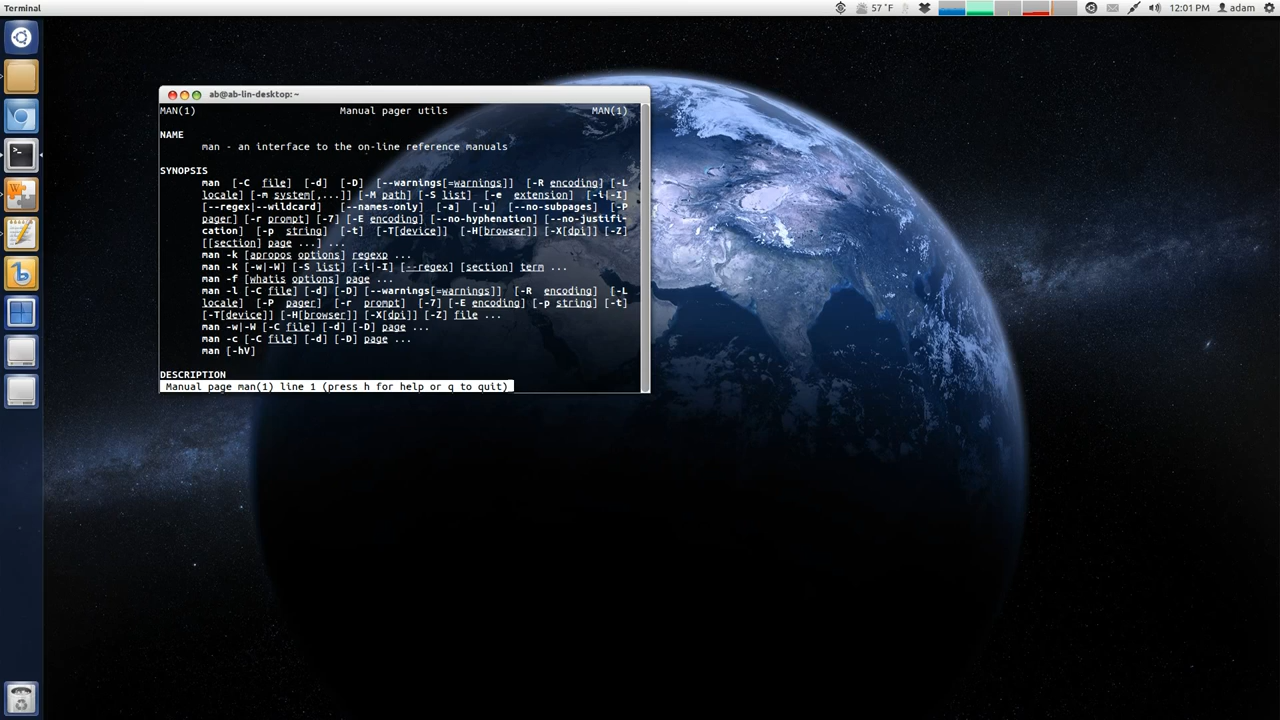 Terminal
57 °F
12:01 PM
adam
ab@ab-lin-desktop: ~
MAN(1) Manual pager utils MAN(1)
NAME
man - an interface to the on-line reference manuals
SYNOPSIS
man [-C file] [-d] [-D] [--warnings[=warnings]] [-R encoding] [-L
locale] [-m system[,...]] [-M path] [-S list] [-e extension] [-i|-I]
[--regex|--wildcard] [--names-only] [-a] [-u] [--no-subpages] [-P
pager] [-r prompt] [-7] [-E encoding] [--no-hyphenation] [--no-justifi-
cation] [-p string] [-t] [-T[device]] [-H[browser]] [-X[dpi]] [-Z]
[[section] page ...] ...
man -k [apropos options] regexp ...
man -K [-w|-W] [-S list] [-i|-I] [--regex] [section] term ...
man -f [whatis options] page ...
man -l [-C file] [-d] [-D] [--warnings[=warnings]] [-R encoding] [-L
locale] [-P pager] [-r prompt] [-7] [-E encoding] [-p string] [-t]
[-T[device]] [-H[browser]] [-X[dpi]] [-Z] file ...
man -w|-W [-C file] [-d] [-D] page ...
man -c [-C file] [-d] [-D] page ...
man [-hV]
DESCRIPTION
Manual page man(1) line 1 (press h for help or q to quit)